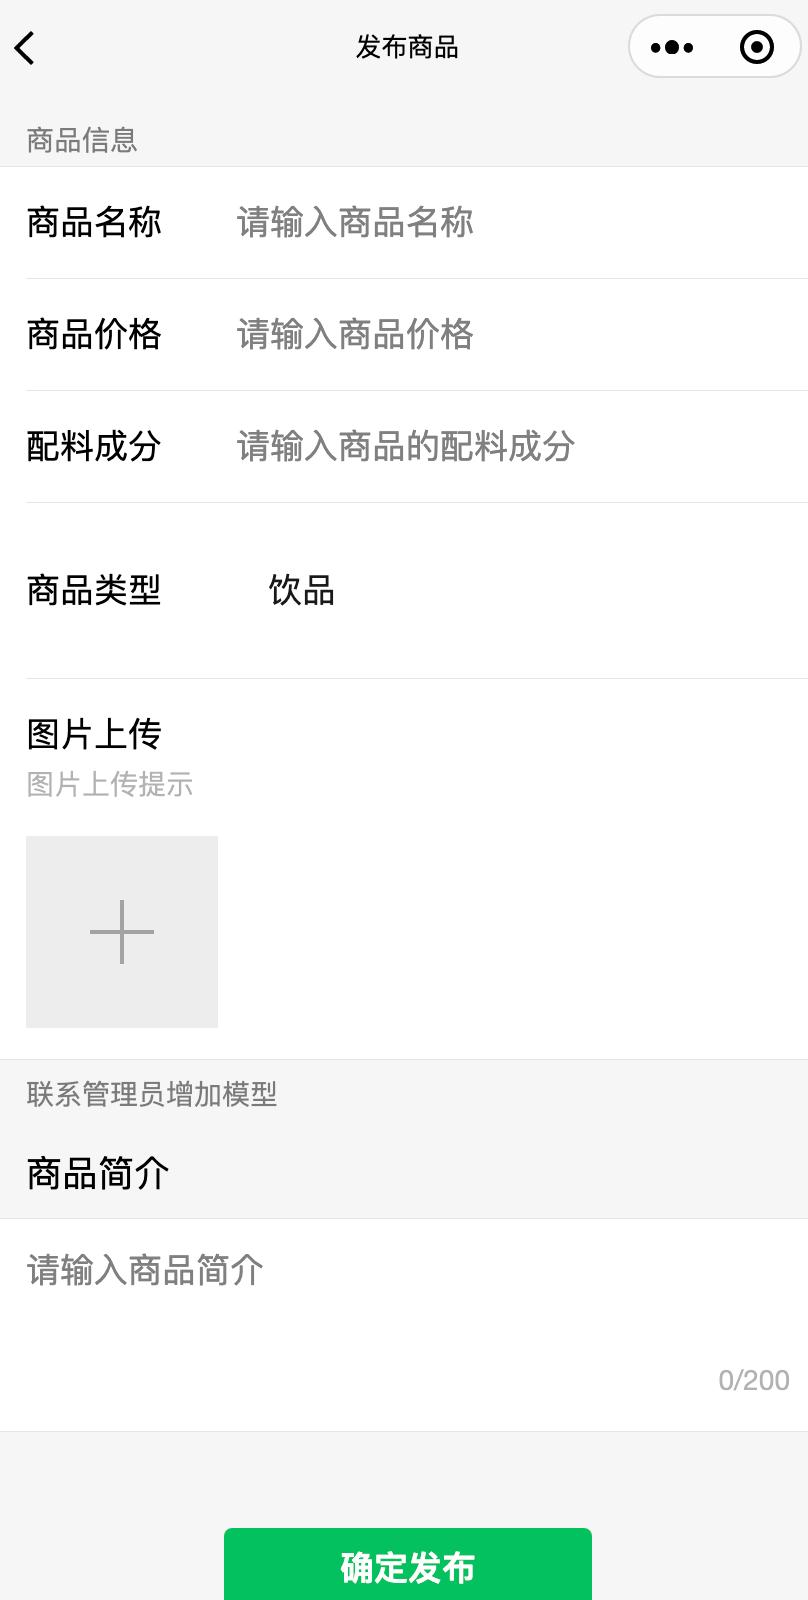 发布商品
商品信息
商品名称 请输入商品名称
商品价格 请输入商品价格
配料成分 请输入商品的配料成分
商品类型 饮品
图片上传
图片上传提示
联系管理员增加模型
商品简介
请输入商品简介
0/200
确定发布